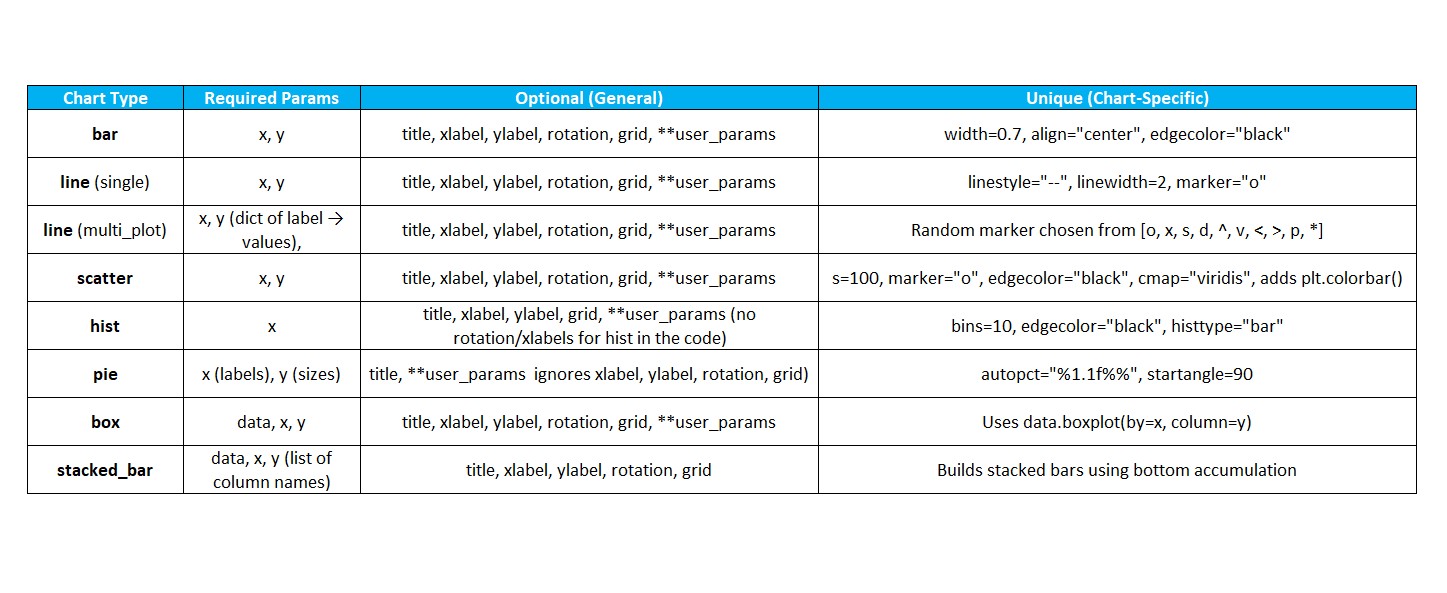 Chart Type Required Params Optional (General) Unique (Chart-Specific)
bar x, y title, xlabel, ylabel, rotation, grid, **user_params width=0.7, align="center", edgecolor="black"
line (single) x, y title, xlabel, ylabel, rotation, grid, **user_params linestyle="--", linewidth=2, marker="o"
line (multi_plot) x, y (dict of label → title, xlabel, ylabel, rotation, grid, **user_params Random marker chosen from [o, x, s, d, ^, v, <, >, p, *]
values),
scatter x, y title, xlabel, ylabel, rotation, grid, **user_params s=100, marker="o", edgecolor="black", cmap="viridis", adds plt.colorbar()
hist x title, xlabel, ylabel, grid, **user_params (no bins=10, edgecolor="black", histtype="bar"
rotation/xlabels for hist in the code)
pie x (labels), y (sizes) title, **user_params  ignores xlabel, ylabel, rotation, grid) autopct="%1.1f%%", startangle=90
box data, x, y title, xlabel, ylabel, rotation, grid, **user_params Uses data.boxplot(by=x, column=y)
stacked_bar data, x, y (list of title, xlabel, ylabel, rotation, grid Builds stacked bars using bottom accumulation
column names)